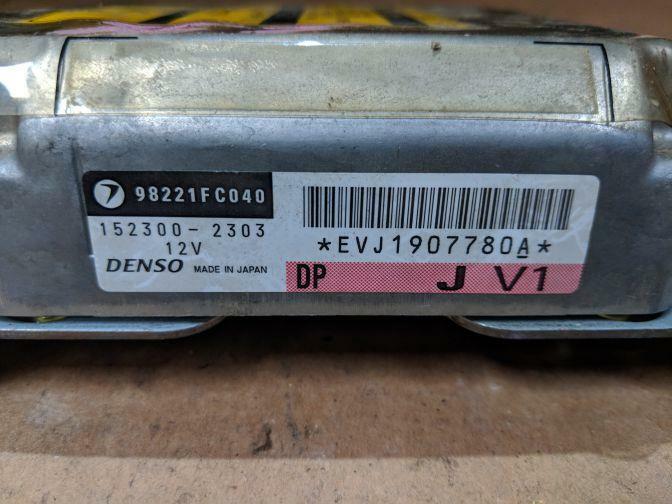 98221FC040
152300-2303
12V
DENSO MADE IN JAPAN
*EVJ1907780A*
DP J V1